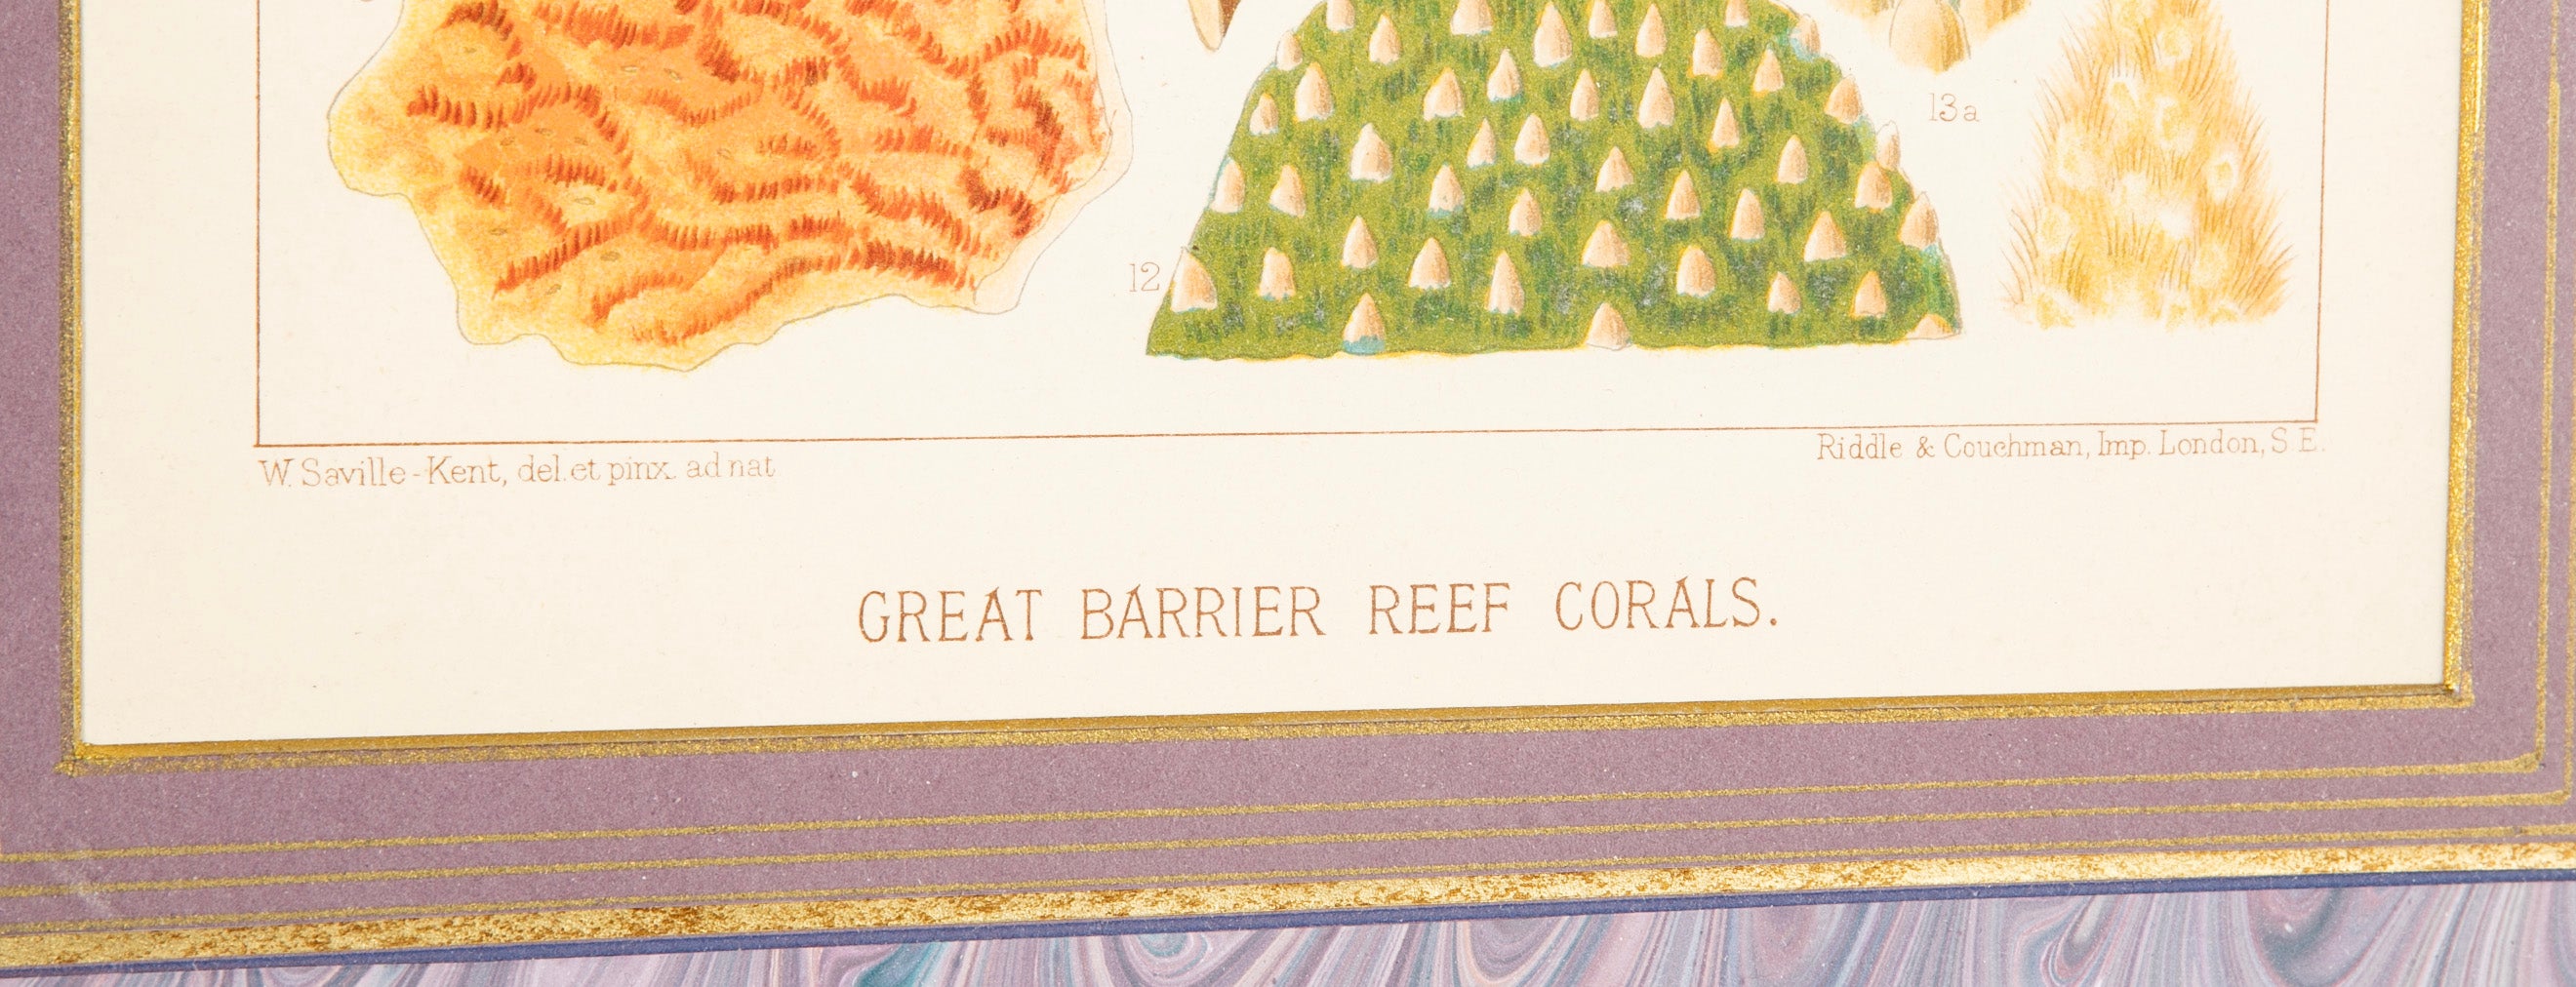 13a
12
W. Saville-Kent, del. et pinx. ad nat
Riddle & Couchman, Imp. London, S.E.
GREAT BARRIER REEF CORALS.